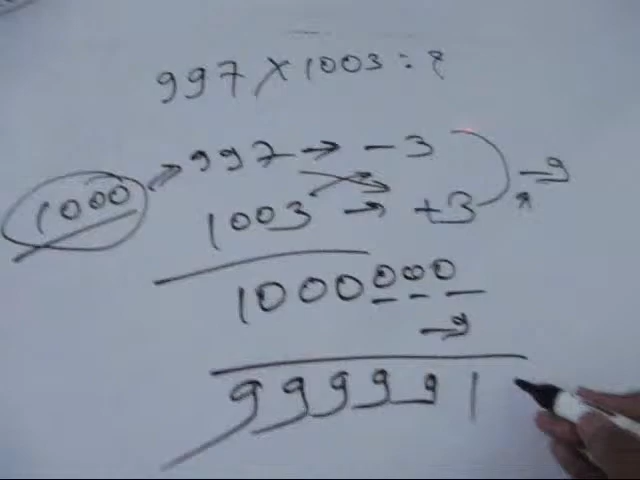 997 × 1003 : ?
1000 → 997 → - 3
1003 → + 3
- 9
1000000
- 9
999991